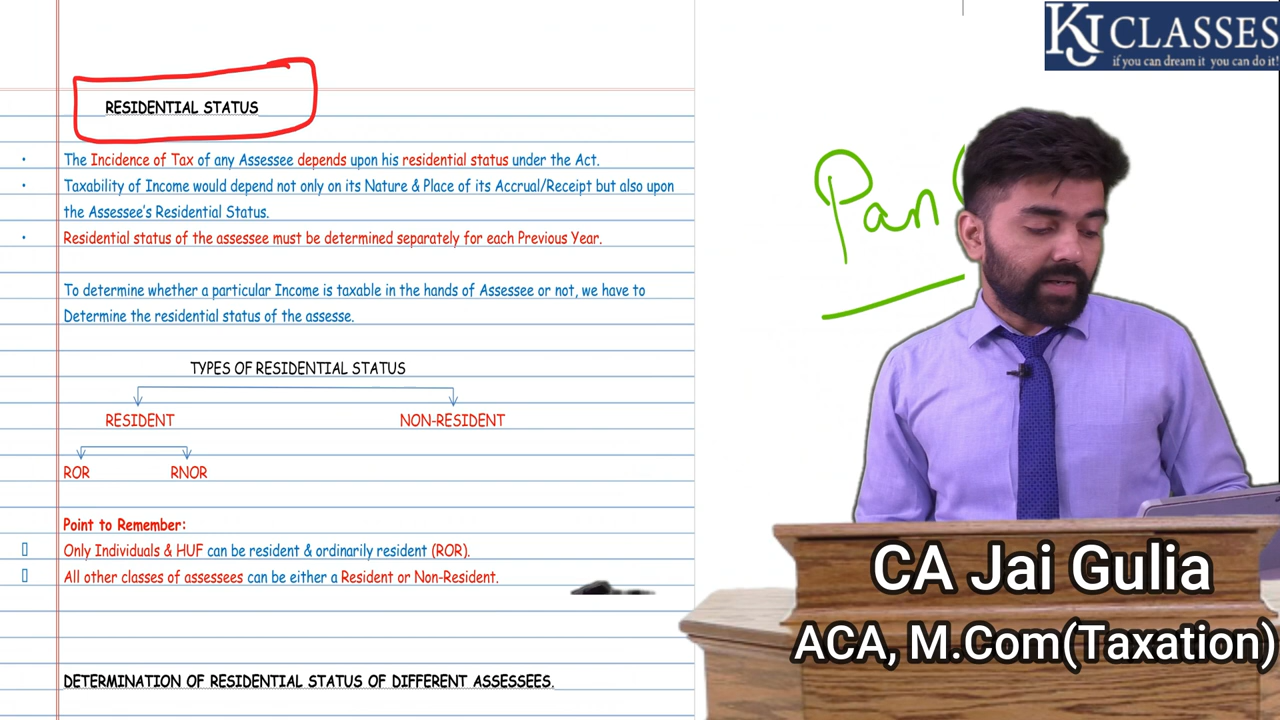 KJ CLASSES
if you can dream it you can do it!
RESIDENTIAL STATUS
The Incidence of Tax of any Assessee depends upon his residential status under the Act.
Taxability of Income would depend not only on its Nature & Place of its Accrual/Receipt but also upon
the Assessee's Residential Status.
Residential status of the assessee must be determined separately for each Previous Year.
To determine whether a particular Income is taxable in the hands of Assessee or not, we have to
Determine the residential status of the assesse.
TYPES OF RESIDENTIAL STATUS
RESIDENT NON-RESIDENT
ROR RNOR
Point to Remember:
Only Individuals & HUF can be resident & ordinarily resident (ROR).
All other classes of assessees can be either a Resident or Non-Resident.
DETERMINATION OF RESIDENTIAL STATUS OF DIFFERENT ASSESSEES.
Pan
CA Jai Gulia
ACA, M.Com(Taxation)